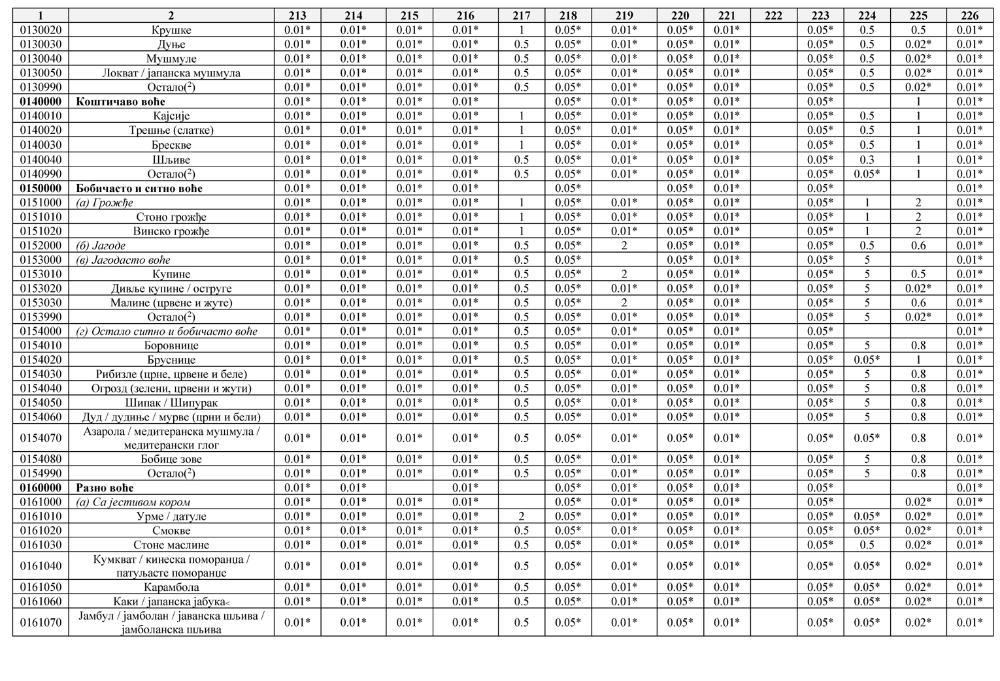 1 2 213 214 215 216 217 218 219 220 221 222 223 224 225 226
0130020 Крушке 0.01* 0.01* 0.01* 0.01* 1 0.05* 0.01* 0.05* 0.01* 0.05* 0.5 0.5 0.01*
0130030 Дуње 0.01* 0.01* 0.01* 0.01* 0.5 0.05* 0.01* 0.05* 0.01* 0.05* 0.5 0.02* 0.01*
0130040 Мушмуле 0.01* 0.01* 0.01* 0.01* 0.5 0.05* 0.01* 0.05* 0.01* 0.05* 0.5 0.02* 0.01*
0130050 Локват / јапанска мушмула 0.01* 0.01* 0.01* 0.01* 0.5 0.05* 0.01* 0.05* 0.01* 0.05* 0.5 0.02* 0.01*
0130990 Остало(2) 0.01* 0.01* 0.01* 0.01* 0.5 0.05* 0.01* 0.05* 0.01* 0.05* 0.5 0.02* 0.01*
0140000 Коштичаво воће 0.01* 0.01* 0.01* 0.01* 0.05* 0.01* 0.05* 0.01* 0.05* 1 0.01*
0140010 Кајсије 0.01* 0.01* 0.01* 0.01* 1 0.05* 0.01* 0.05* 0.01* 0.05* 0.5 1 0.01*
0140020 Трешње (слатке) 0.01* 0.01* 0.01* 0.01* 1 0.05* 0.01* 0.05* 0.01* 0.05* 0.5 1 0.01*
0140030 Брескве 0.01* 0.01* 0.01* 0.01* 1 0.05* 0.01* 0.05* 0.01* 0.05* 0.5 1 0.01*
0140040 Шљиве 0.01* 0.01* 0.01* 0.01* 0.5 0.05* 0.01* 0.05* 0.01* 0.05* 0.3 1 0.01*
0140990 Остало(2) 0.01* 0.01* 0.01* 0.01* 0.5 0.05* 0.01* 0.05* 0.01* 0.05* 0.05* 1 0.01*
0150000 Бобичасто и ситно воће 0.01* 0.01* 0.01* 0.01* 0.05* 0.05* 0.01* 0.05* 0.01*
0151000 (а) Грожђе 0.01* 0.01* 0.01* 0.01* 1 0.05* 0.01* 0.05* 0.01* 0.05* 1 2 0.01*
0151010 Стоно грожђе 0.01* 0.01* 0.01* 0.01* 1 0.05* 0.01* 0.05* 0.01* 0.05* 1 2 0.01*
0151020 Винско грожђе 0.01* 0.01* 0.01* 0.01* 1 0.05* 0.01* 0.05* 0.01* 0.05* 1 2 0.01*
0152000 (б) Јагоде 0.01* 0.01* 0.01* 0.01* 0.5 0.05* 2 0.05* 0.01* 0.05* 0.5 0.6 0.01*
0153000 (в) Јагодасто воће 0.01* 0.01* 0.01* 0.01* 0.5 0.05* 0.05* 0.01* 0.05* 5 0.01*
0153010 Купине 0.01* 0.01* 0.01* 0.01* 0.5 0.05* 2 0.05* 0.01* 0.05* 5 0.5 0.01*
0153020 Дивље купине / оструге 0.01* 0.01* 0.01* 0.01* 0.5 0.05* 0.01* 0.05* 0.01* 0.05* 5 0.02* 0.01*
0153030 Малине (црвене и жуте) 0.01* 0.01* 0.01* 0.01* 0.5 0.05* 2 0.05* 0.01* 0.05* 5 0.6 0.01*
0153990 Остало(2) 0.01* 0.01* 0.01* 0.01* 0.5 0.05* 0.01* 0.05* 0.01* 0.05* 5 0.02* 0.01*
0154000 (г) Остало ситно и бобичасто воће 0.01* 0.01* 0.01* 0.01* 0.5 0.05* 0.01* 0.05* 0.01* 0.05* 0.01*
0154010 Боровнице 0.01* 0.01* 0.01* 0.01* 0.5 0.05* 0.01* 0.05* 0.01* 0.05* 5 0.8 0.01*
0154020 Бруснице 0.01* 0.01* 0.01* 0.01* 0.5 0.05* 0.01* 0.05* 0.01* 0.05* 0.05* 1 0.01*
0154030 Рибизле (црне, црвене и беле) 0.01* 0.01* 0.01* 0.01* 0.5 0.05* 0.01* 0.05* 0.01* 0.05* 5 0.8 0.01*
0154040 Огрозд (зелени, црвени и жути) 0.01* 0.01* 0.01* 0.01* 0.5 0.05* 0.01* 0.05* 0.01* 0.05* 5 0.8 0.01*
0154050 Шипак / Шипурак 0.01* 0.01* 0.01* 0.01* 0.5 0.05* 0.01* 0.05* 0.01* 0.05* 5 0.8 0.01*
0154060 Дуд / дудиње / мурве (црни и бели) 0.01* 0.01* 0.01* 0.01* 0.5 0.05* 0.01* 0.05* 0.01* 0.05* 5 0.8 0.01*
0154070 Азарола / медитеранска мушмула /
медитерански глог 0.01* 0.01* 0.01* 0.01* 0.5 0.05* 0.01* 0.05* 0.01* 0.05* 0.05* 0.8 0.01*
0154080 Бобице зове 0.01* 0.01* 0.01* 0.01* 0.5 0.05* 0.01* 0.05* 0.01* 0.05* 5 0.8 0.01*
0154990 Остало(2) 0.01* 0.01* 0.01* 0.01* 0.5 0.05* 0.01* 0.05* 0.01* 0.05* 5 0.8 0.01*
0160000 Разно воће 0.01* 0.01* 0.01* 0.05* 0.01* 0.05* 0.01* 0.05* 0.01*
0161000 (а) Са јестивом кором 0.01* 0.01* 0.01* 0.01* 0.05* 0.01* 0.05* 0.01* 0.05* 0.02* 0.01*
0161010 Урме / датуле 0.01* 0.01* 0.01* 0.01* 2 0.05* 0.01* 0.05* 0.01* 0.05* 0.05* 0.02* 0.01*
0161020 Смокве 0.01* 0.01* 0.01* 0.01* 0.5 0.05* 0.01* 0.05* 0.01* 0.05* 0.05* 0.02* 0.01*
0161030 Стоне маслине 0.01* 0.01* 0.01* 0.01* 0.5 0.05* 0.01* 0.05* 0.01* 0.05* 0.5 0.02* 0.01*
0161040 Кумкват / кинеска поморанџа /
патуљасте поморанџе 0.01* 0.01* 0.01* 0.01* 0.5 0.05* 0.01* 0.05* 0.01* 0.05* 0.05* 0.02* 0.01*
0161050 Карамбола 0.01* 0.01* 0.01* 0.01* 0.5 0.05* 0.01* 0.05* 0.01* 0.05* 0.05* 0.02* 0.01*
0161060 Каки / јапанска јабука< 0.01* 0.01* 0.01* 0.01* 0.5 0.05* 0.01* 0.05* 0.01* 0.05* 0.05* 0.02* 0.01*
0161070 Јамбул / јамболан / јаванска шљива /
јамболанска шљива 0.01* 0.01* 0.01* 0.01* 0.5 0.05* 0.01* 0.05* 0.01* 0.05* 0.05* 0.02* 0.01*